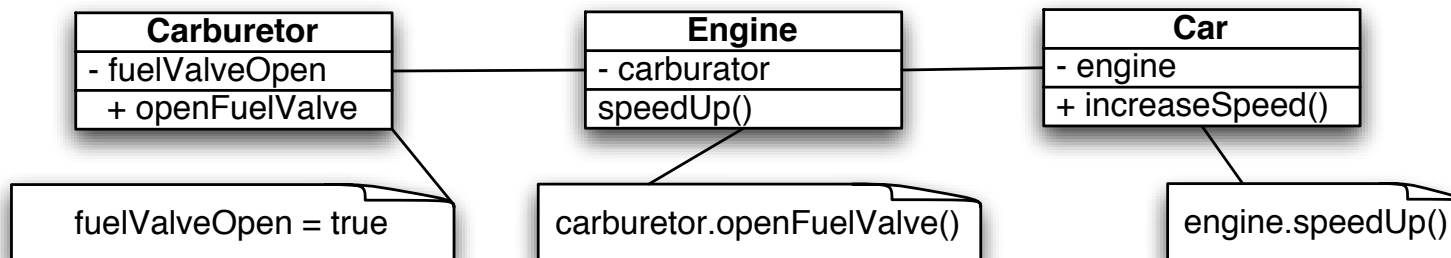 Carburetor
- fuelValveOpen
+ openFuelValve
Engine
- carburator
speedUp()
Car
- engine
+ increaseSpeed()
fuelValveOpen = true
carburetor.openFuelValve()
engine.speedUp()